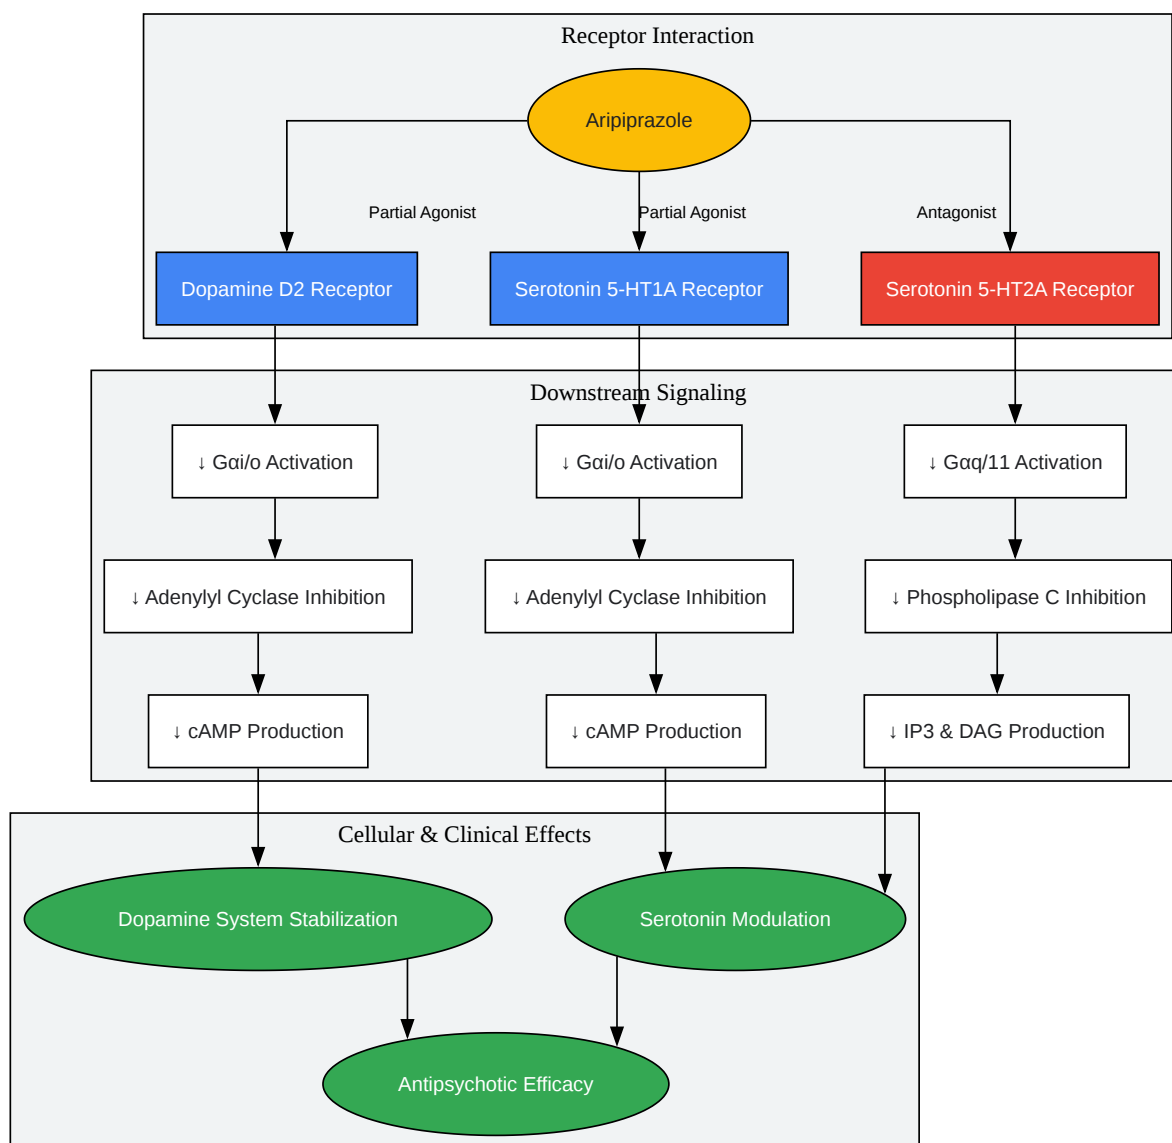 Receptor Interaction
Aripiprazole
Partial Agonist
Partial Agonist
Antagonist
Dopamine D2 Receptor
Serotonin 5-HT1A Receptor
Serotonin 5-HT2A Receptor
Downstream Signaling
↓ Gαi/o Activation
↓ Gαi/o Activation
↓ Gαq/11 Activation
↓ Adenylyl Cyclase Inhibition
↓ Adenylyl Cyclase Inhibition
↓ Phospholipase C Inhibition
↓ cAMP Production
↓ cAMP Production
↓ IP3 & DAG Production
Cellular & Clinical Effects
Dopamine System Stabilization
Serotonin Modulation
Antipsychotic Efficacy